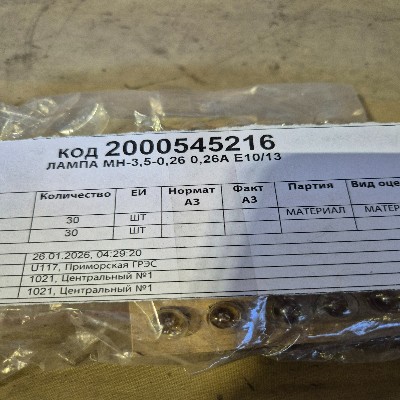 КОД 2000545216
ЛАМПА МН-3,5-0,26 0,26А Е10/13
Количество ЕИ Нормат АЗ Факт АЗ Партия Вид оце
30 ШТ МАТЕРИАЛ МАТЕР
30 ШТ
26.01.2026, 04:29:20
U117, Приморская ГРЭС
1021, Центральный №1
1021, Центральный №1